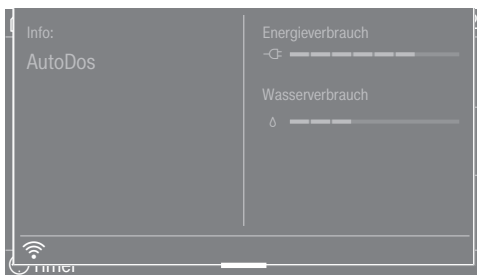 Info:
AutoDos
Energieverbrauch
Wasserverbrauch
Timer